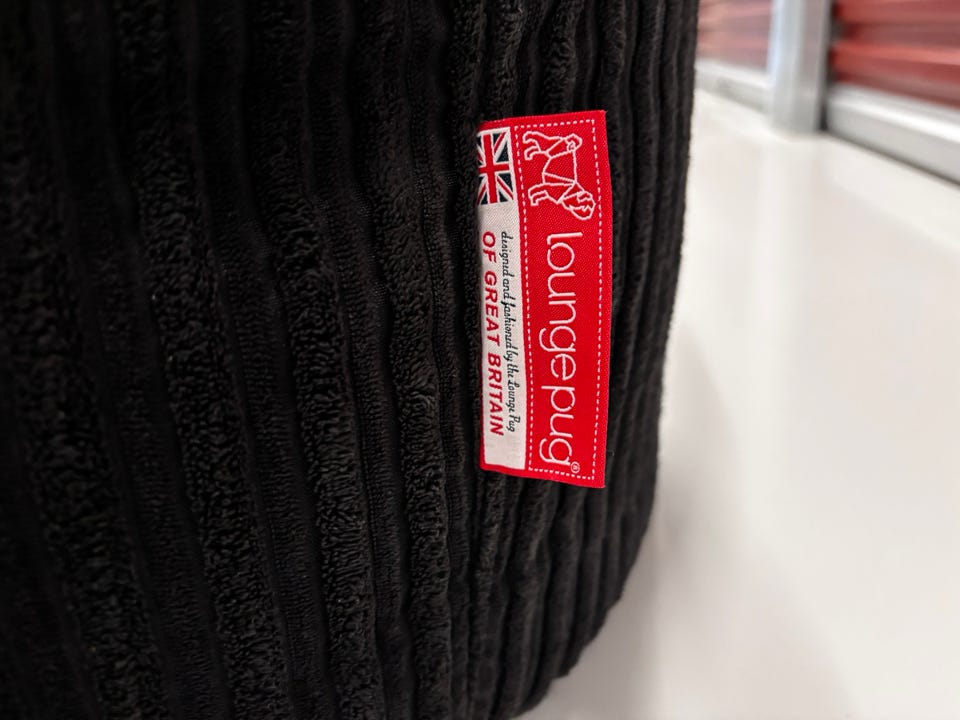 loungepug®
designed and fashioned by the Lounge Pug
OF GREAT BRITAIN